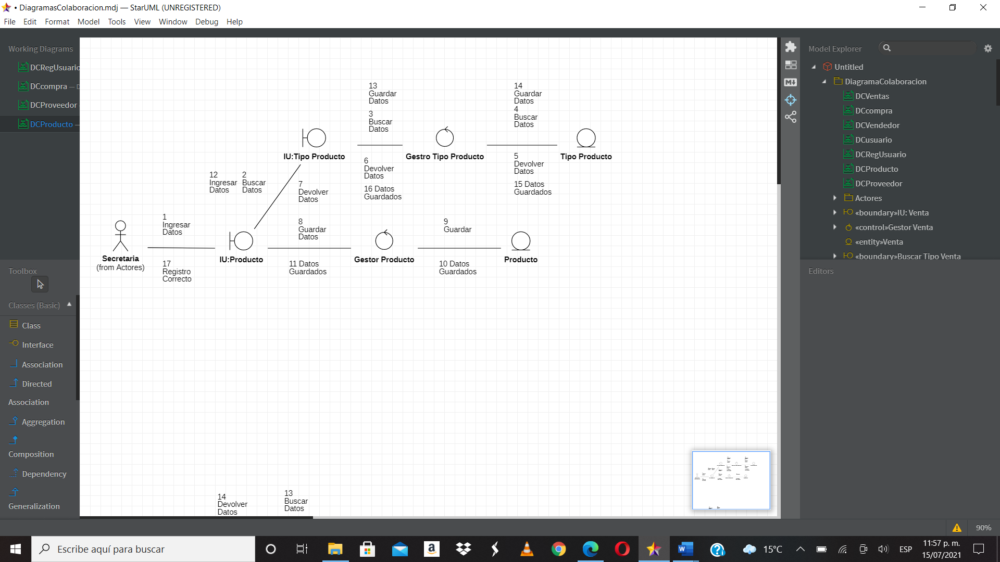 • DiagramasColaboracion.mdj — StarUML (UNREGISTERED)
File Edit Format Model Tools View Window Debug Help
Working Diagrams
DCRegUsuario
DCcompra — D
DCProveedor
DCProducto —
Toolbox
Classes (Basic)
Class
Interface
Association
Directed
Association
Aggregation
Composition
Dependency
Generalization
13
Guardar
Datos
3
Buscar
Datos
14
Guardar
Datos
4
Buscar
Datos
IU:Tipo Producto
Gestro Tipo Producto
Tipo Producto
6
Devolver
Datos
16 Datos
Guardados
5
Devolver
Datos
15 Datos
Guardados
12
Ingresar
Datos
2
Buscar
Datos
7
Devolver
Datos
1
Ingresar
Datos
8
Guardar
Datos
9
Guardar
Secretaria
(from Actores)
IU:Producto
Gestor Producto
Producto
17
Registro
Correcto
11 Datos
Guardados
10 Datos
Guardados
14
Devolver
Datos
13
Buscar
Datos
Model Explorer
Untitled
DiagramaColaboracion
DCVentas
DCcompra
DCVendedor
DCusuario
DCRegUsuario
DCProducto
DCProveedor
Actores
«boundary»IU: Venta
«control»Gestor Venta
«entity»Venta
«boundary»Buscar Tipo Venta
Editors
90%
Escribe aquí para buscar
15°C
ESP
11:57 p. m.
15/07/2021